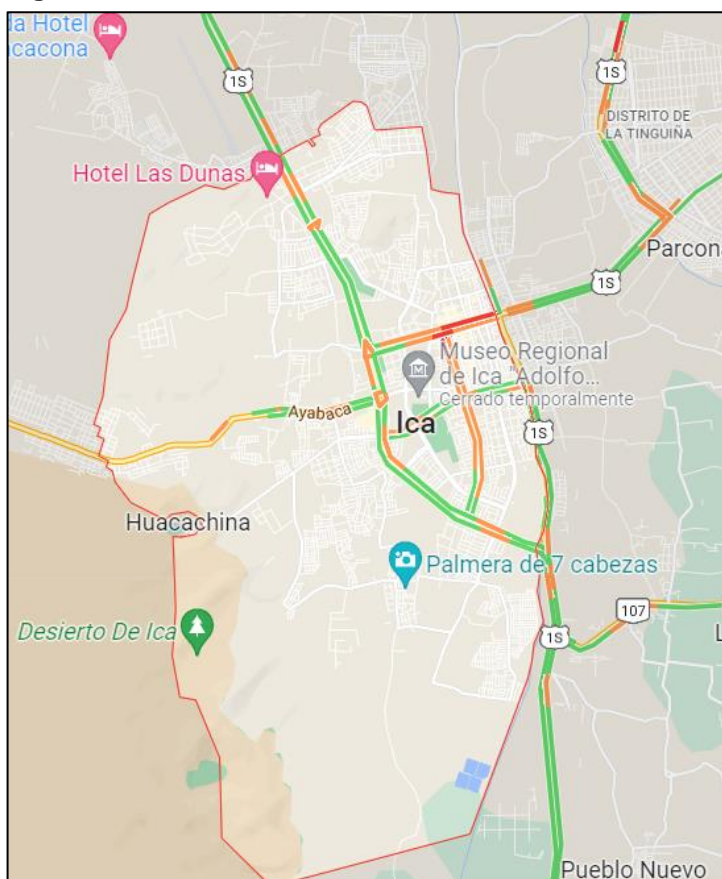 da Hotel
acacona
1S
1S
DISTRITO DE
LA TINGUIÑA
Hotel Las Dunas
Parcona
1S
Museo Regional
de Ica "Adolfo...
Cerrado temporalmente
Ayabaca
Ica
1S
Huacachina
Palmera de 7 cabezas
107
Desierto De Ica
1S
L
Pueblo Nuevo